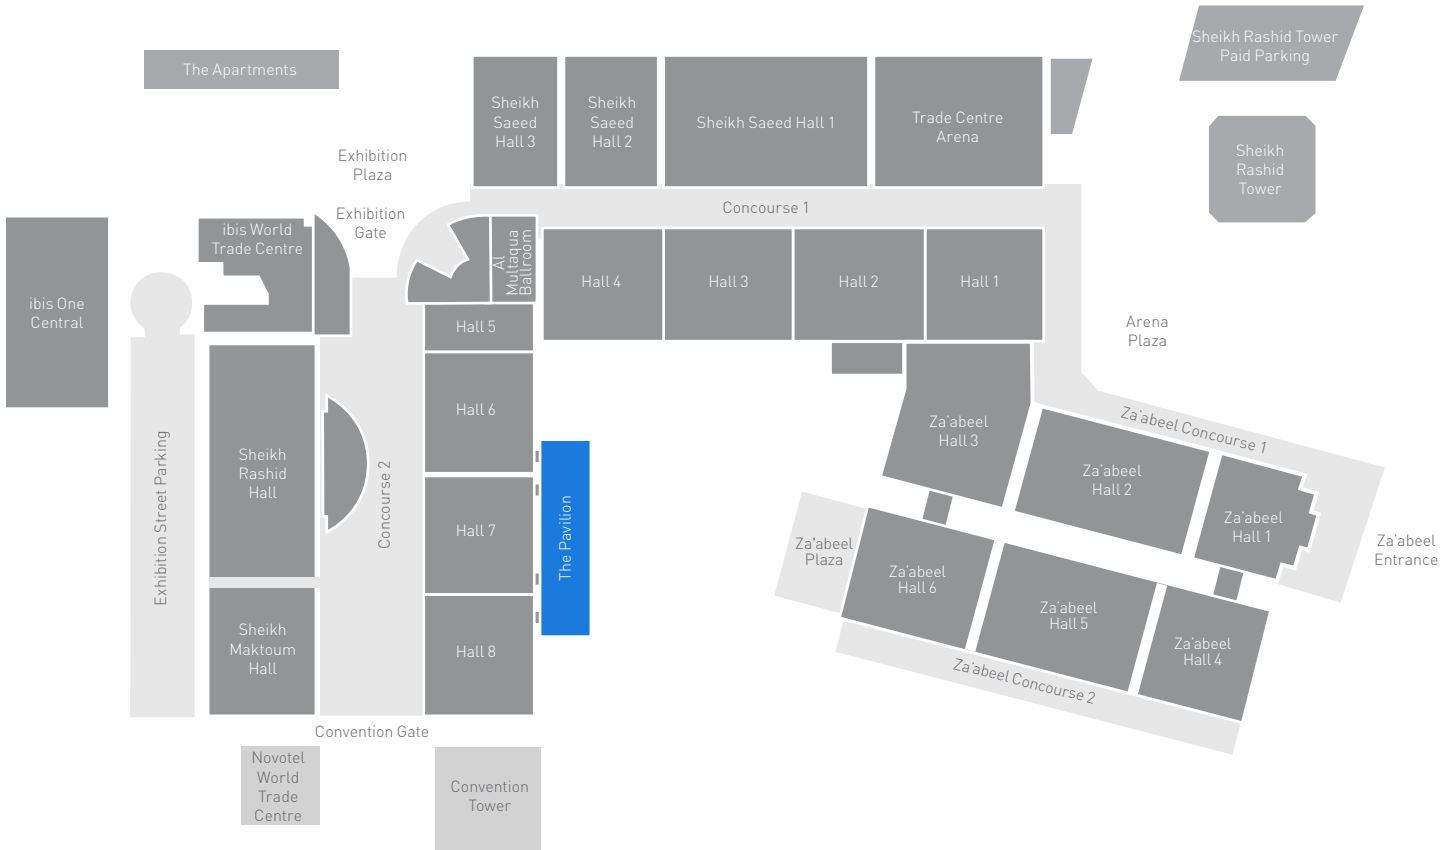 Sheikh Rashid Tower
Paid Parking
The Apartments
Sheikh
Saeed
Hall 3
Sheikh
Saeed
Hall 2
Sheikh Saeed Hall 1
Trade Centre
Arena
Sheikh
Rashid
Tower
Exhibition
Plaza
Exhibition
Gate
Concourse 1
ibis World
Trade Centre
Al
Multaqua
Ballroom
ibis One
Central
Hall 4
Hall 3
Hall 2
Hall 1
Hall 5
Arena
Plaza
Hall 6
Za'abeel
Hall 3
Za'abeel Concourse 1
Sheikh
Rashid
Hall
Exhibition Street Parking
Concourse 2
Za'abeel
Hall 2
Za'abeel
Hall 1
Za'abeel
Entrance
Hall 7
The Pavilion
Za'abeel
Plaza
Za'abeel
Hall 6
Za'abeel
Hall 5
Za'abeel
Hall 4
Sheikh
Maktoum
Hall
Hall 8
Za'abeel Concourse 2
Convention Gate
Novotel
World
Trade
Centre
Convention
Tower